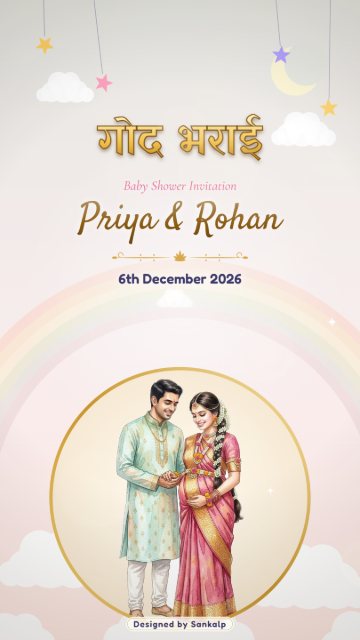 गोद भराई
Baby Shower Invitation
Priya & Rohan
6th December 2026
Designed by Sankalp